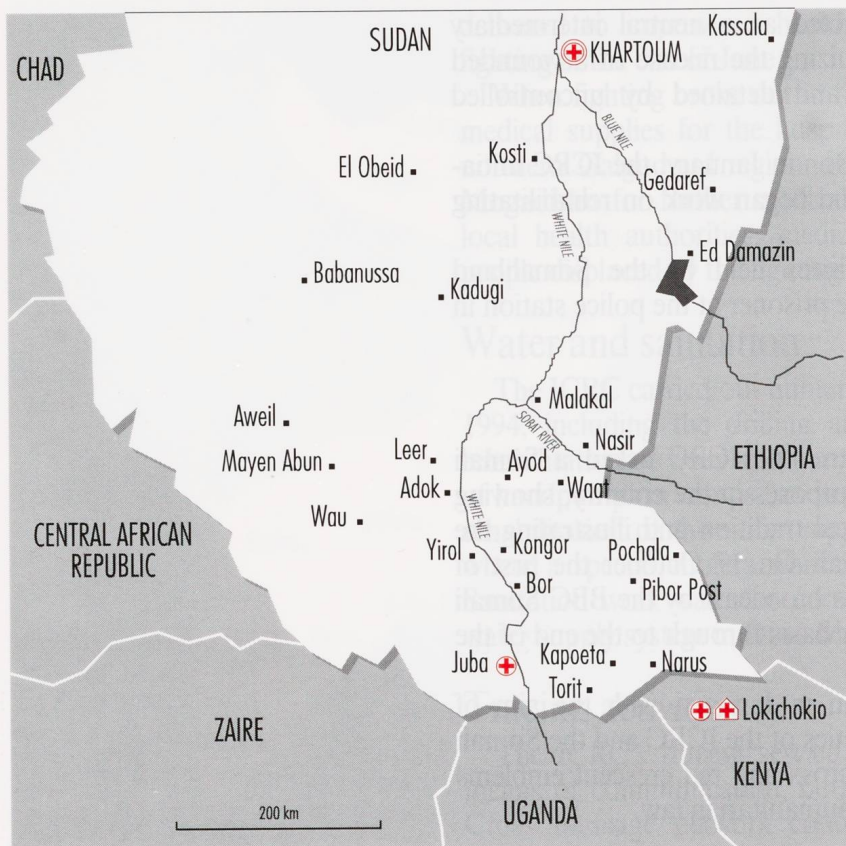 Kassala
SUDAN
KHARTOUM
CHAD
BLUE NILE
Kosti
El Obeid
Gedaref
WHITE NILE
Ed Damazin
Babanussa
Kadugi
Malakal
Aweil
SOBAT RIVER
Nasir
Leer
ETHIOPIA
Mayen Abun
Ayod
Waat
Adok
WHITE NILE
Wau
CENTRAL AFRICAN
REPUBLIC
Yirol
Kongor
Pochala
Bor
Pibor Post
Juba
Kapoeta
Narus
Torit
Lokichokio
ZAIRE
KENYA
200 km
UGANDA